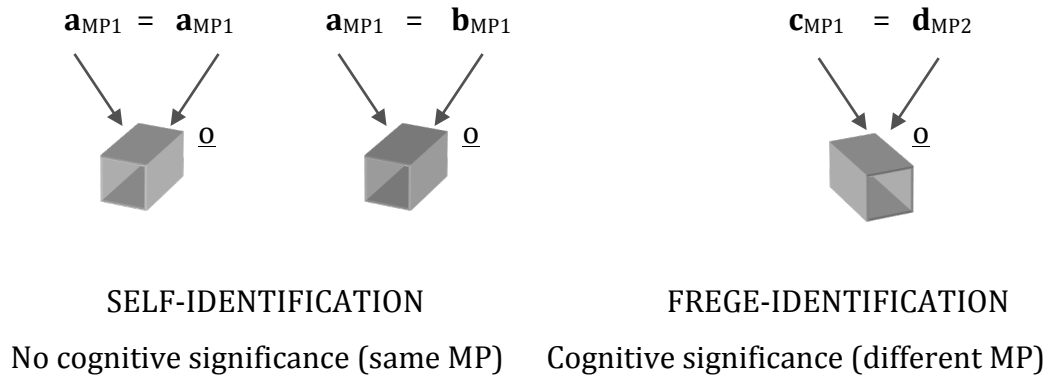 aMP1 = aMP1 aMP1 = bMP1 cMP1 = dMP2
o o o
SELF-IDENTIFICATION FREGE-IDENTIFICATION
No cognitive significance (same MP) Cognitive significance (different MP)